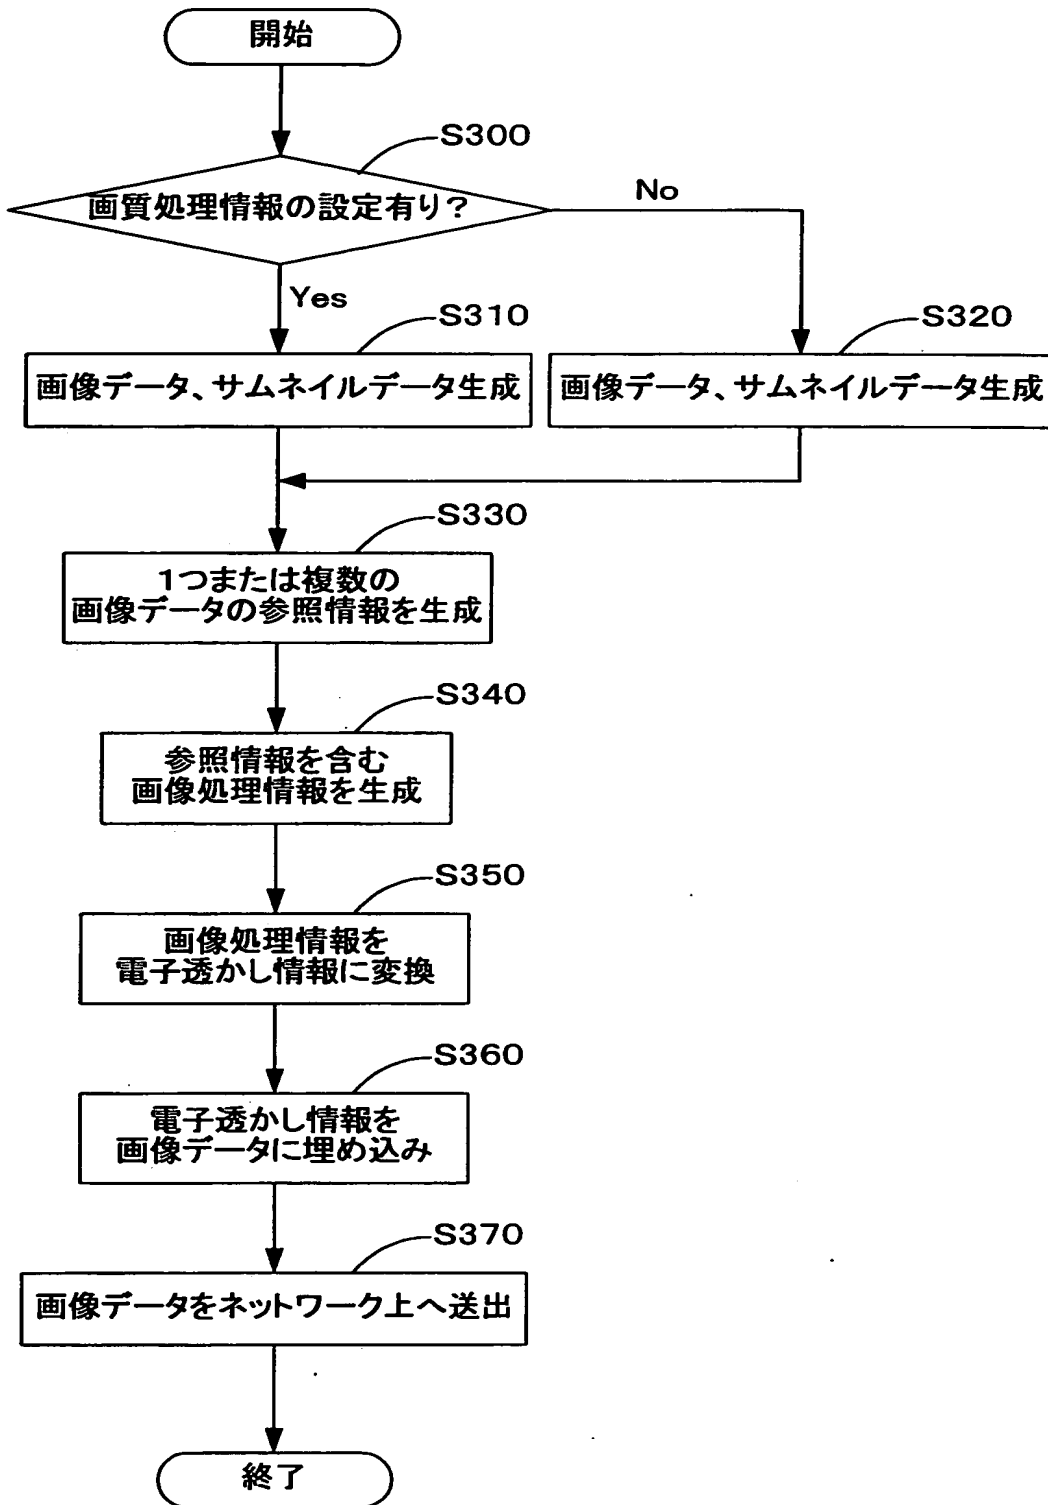 開始
S300
画質処理情報の設定有り?
No
Yes
S310
S320
画像データ、サムネイルデータ生成
画像データ、サムネイルデータ生成
S330
1つまたは複数の
画像データの参照情報を生成
S340
参照情報を含む
画像処理情報を生成
S350
画像処理情報を
電子透かし情報に変換
S360
電子透かし情報を
画像データに埋め込み
S370
画像データをネットワーク上へ送出
終了